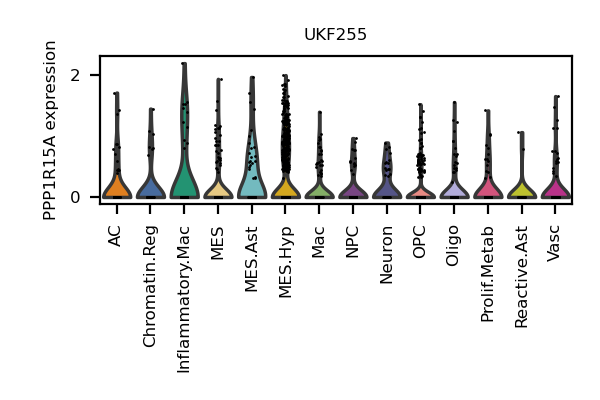 UKF255
PPP1R15A expression
2
0
AC
Chromatin.Reg
Inflammatory.Mac
MES
MES.Ast
MES.Hyp
Mac
NPC
Neuron
OPC
Oligo
Prolif.Metab
Reactive.Ast
Vasc